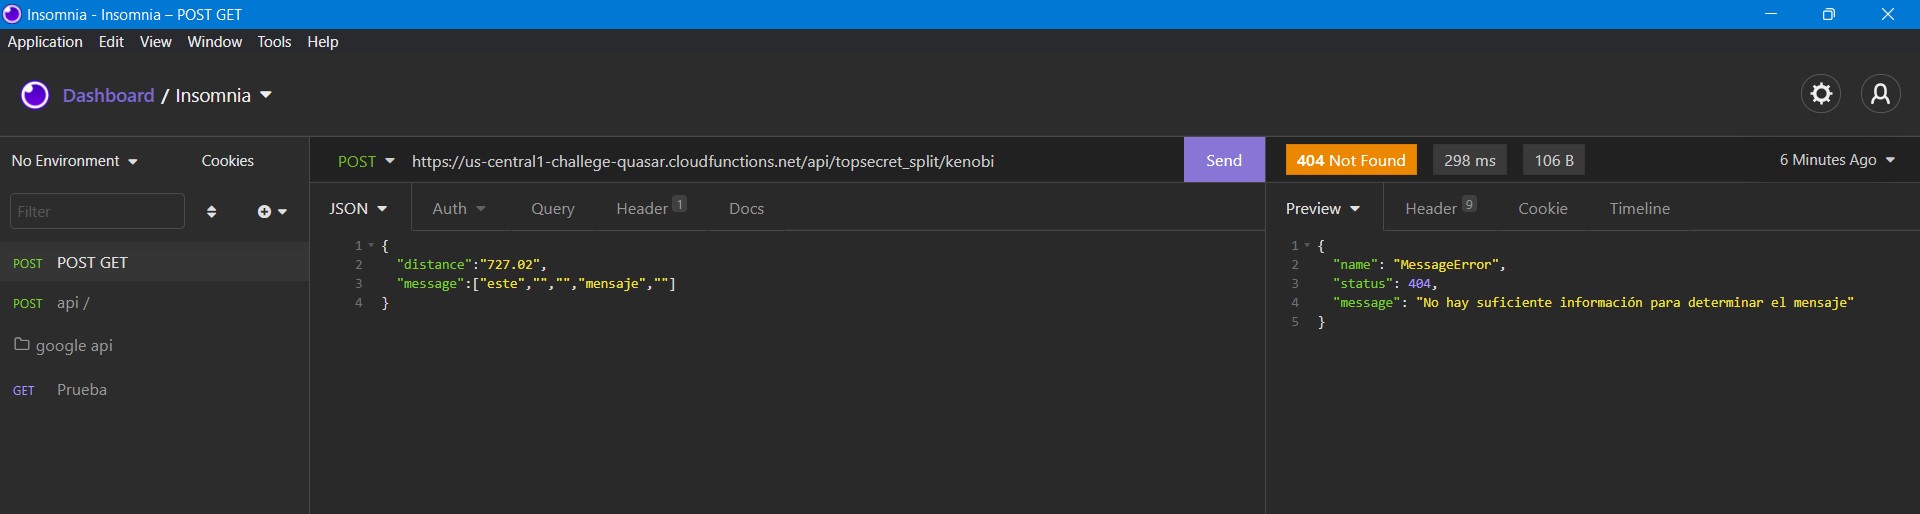 Insomnia - Insomnia – POST GET
Application Edit View Window Tools Help
Dashboard / Insomnia
No Environment Cookies
POST https://us-central1-challege-quasar.cloudfunctions.net/api/topsecret_split/kenobi Send
404 Not Found 298 ms 106 B 6 Minutes Ago
Filter
JSON Auth Query Header 1 Docs
Preview Header 9 Cookie Timeline
POST POST GET
POST api /
google api
GET Prueba
1 {
2 "distance":"727.02",
3 "message":["este","","","mensaje",""]
4 }
1 {
2 "name": "MessageError",
3 "status": 404,
4 "message": "No hay suficiente información para determinar el mensaje"
5 }